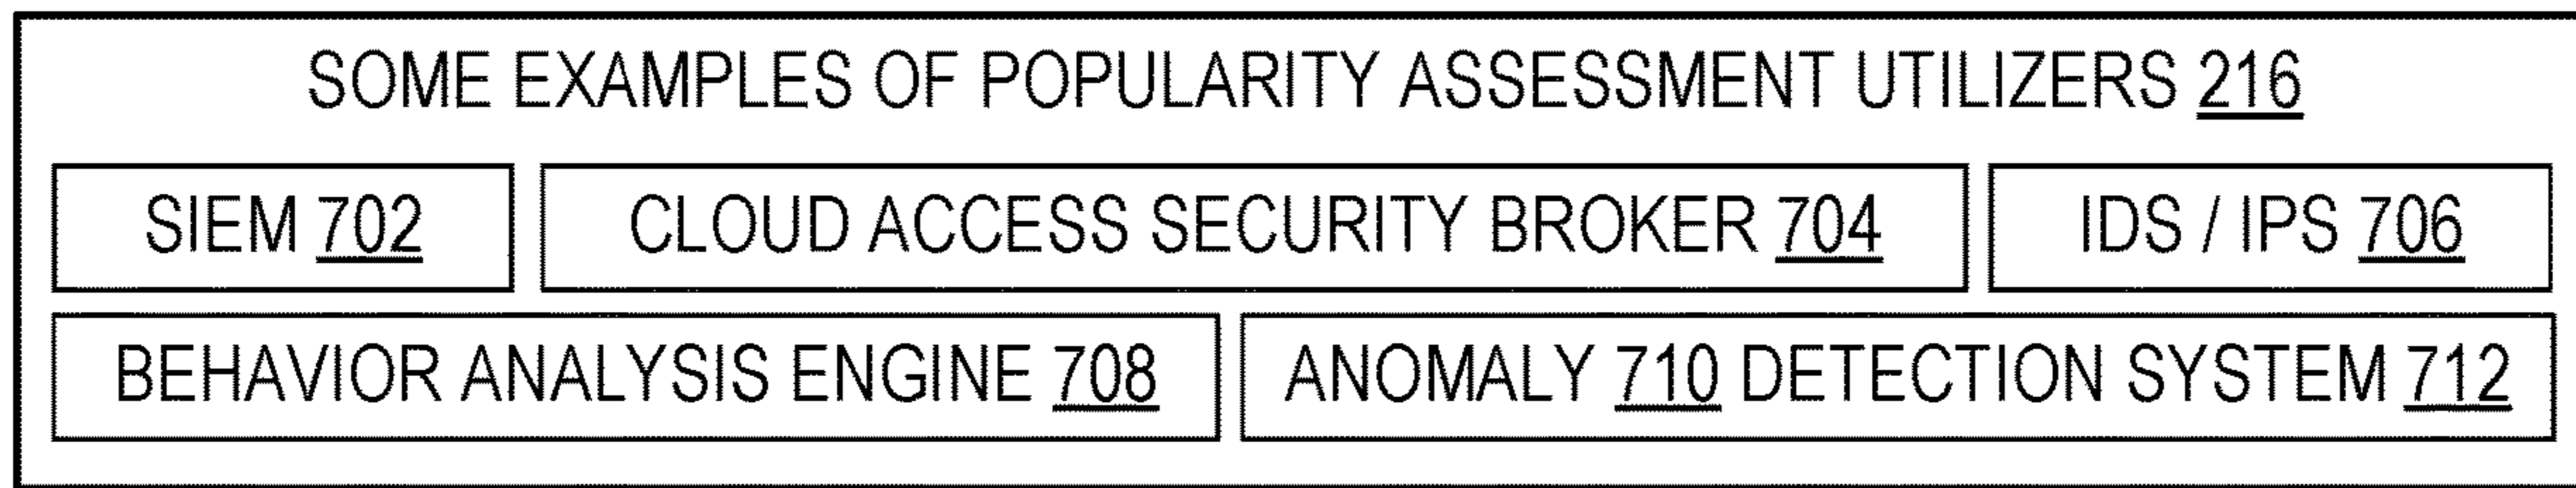 SOME EXAMPLES OF POPULARITY ASSESSMENT UTILIZERS 216
SIEM 702
CLOUD ACCESS SECURITY BROKER 704
IDS / IPS 706
BEHAVIOR ANALYSIS ENGINE 708
ANOMALY 710 DETECTION SYSTEM 712